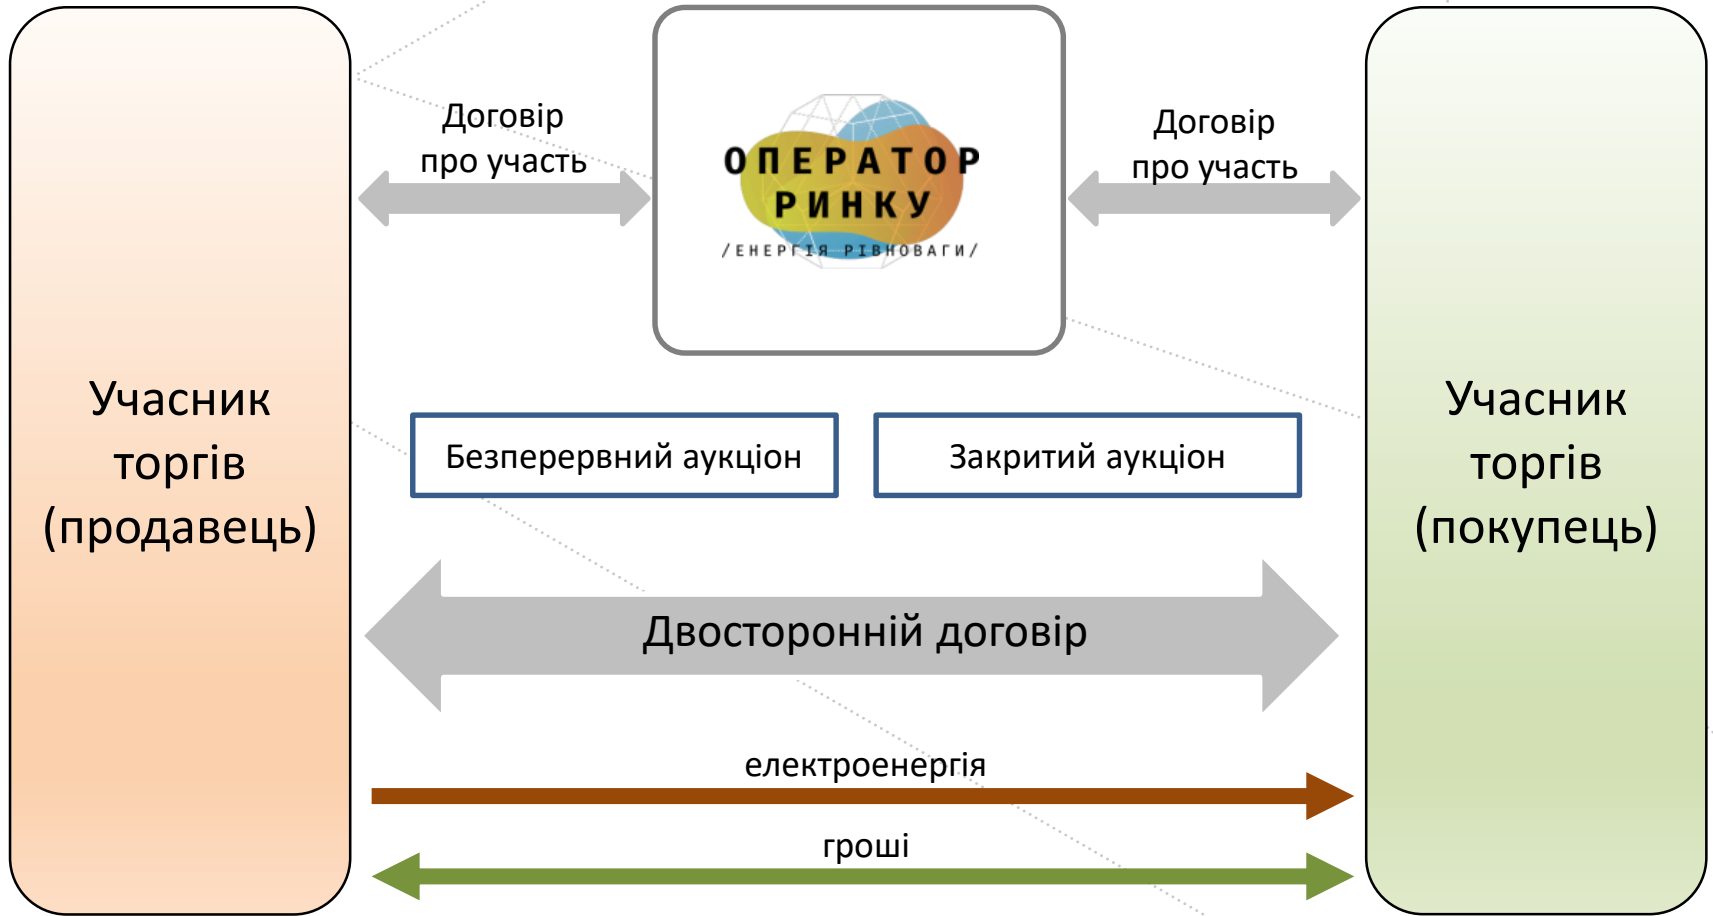 Договір
про участь
ОПЕРАТОР
РИНКУ
/ЕНЕРГІЯ РІВНОВАГИ/
Договір
про участь
Учасник
торгів
(продавець)
Безперервний аукціон
Закритий аукціон
Учасник
торгів
(покупець)
Двосторонній договір
електроенергія
гроші